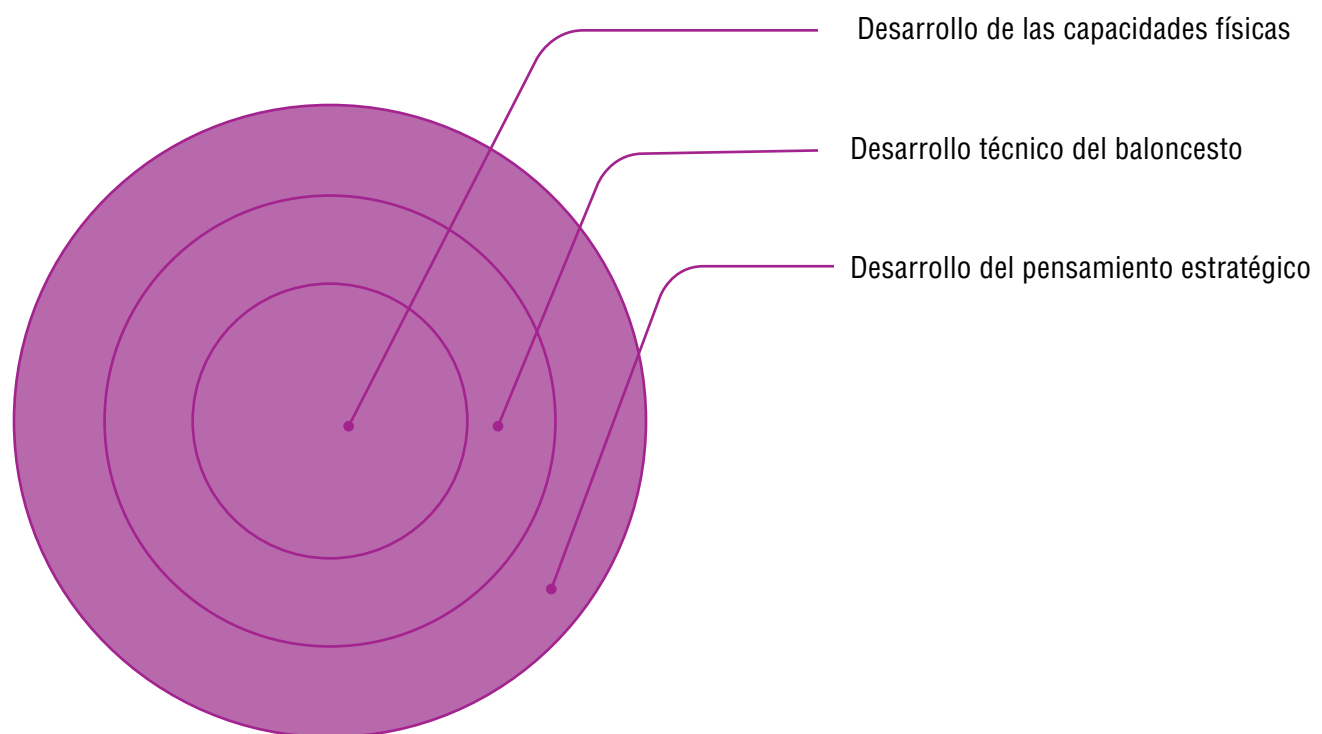 Desarrollo de las capacidades físicas
Desarrollo técnico del baloncesto
Desarrollo del pensamiento estratégico